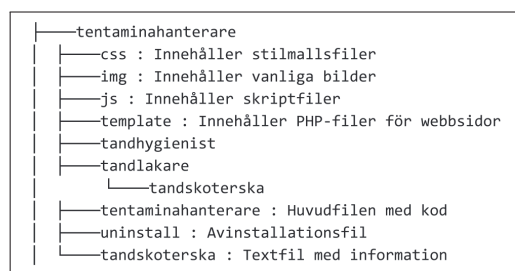 ├───tentaminahanterare
│ ├───css : Innehåller stilmallsfiler
│ ├───img : Innehåller vanliga bilder
│ ├───js : Innehåller skriptfiler
│ ├───template : Innehåller PHP-filer för webbsidor
│ ├───tandhygienist
│ ├───tandlakare
│ └───tandskoterska
│ ├───tentaminahanterare : Huvudfilen med kod
│ ├───uninstall : Avinstallationsfil
│ └───tandskoterska : Textfil med information